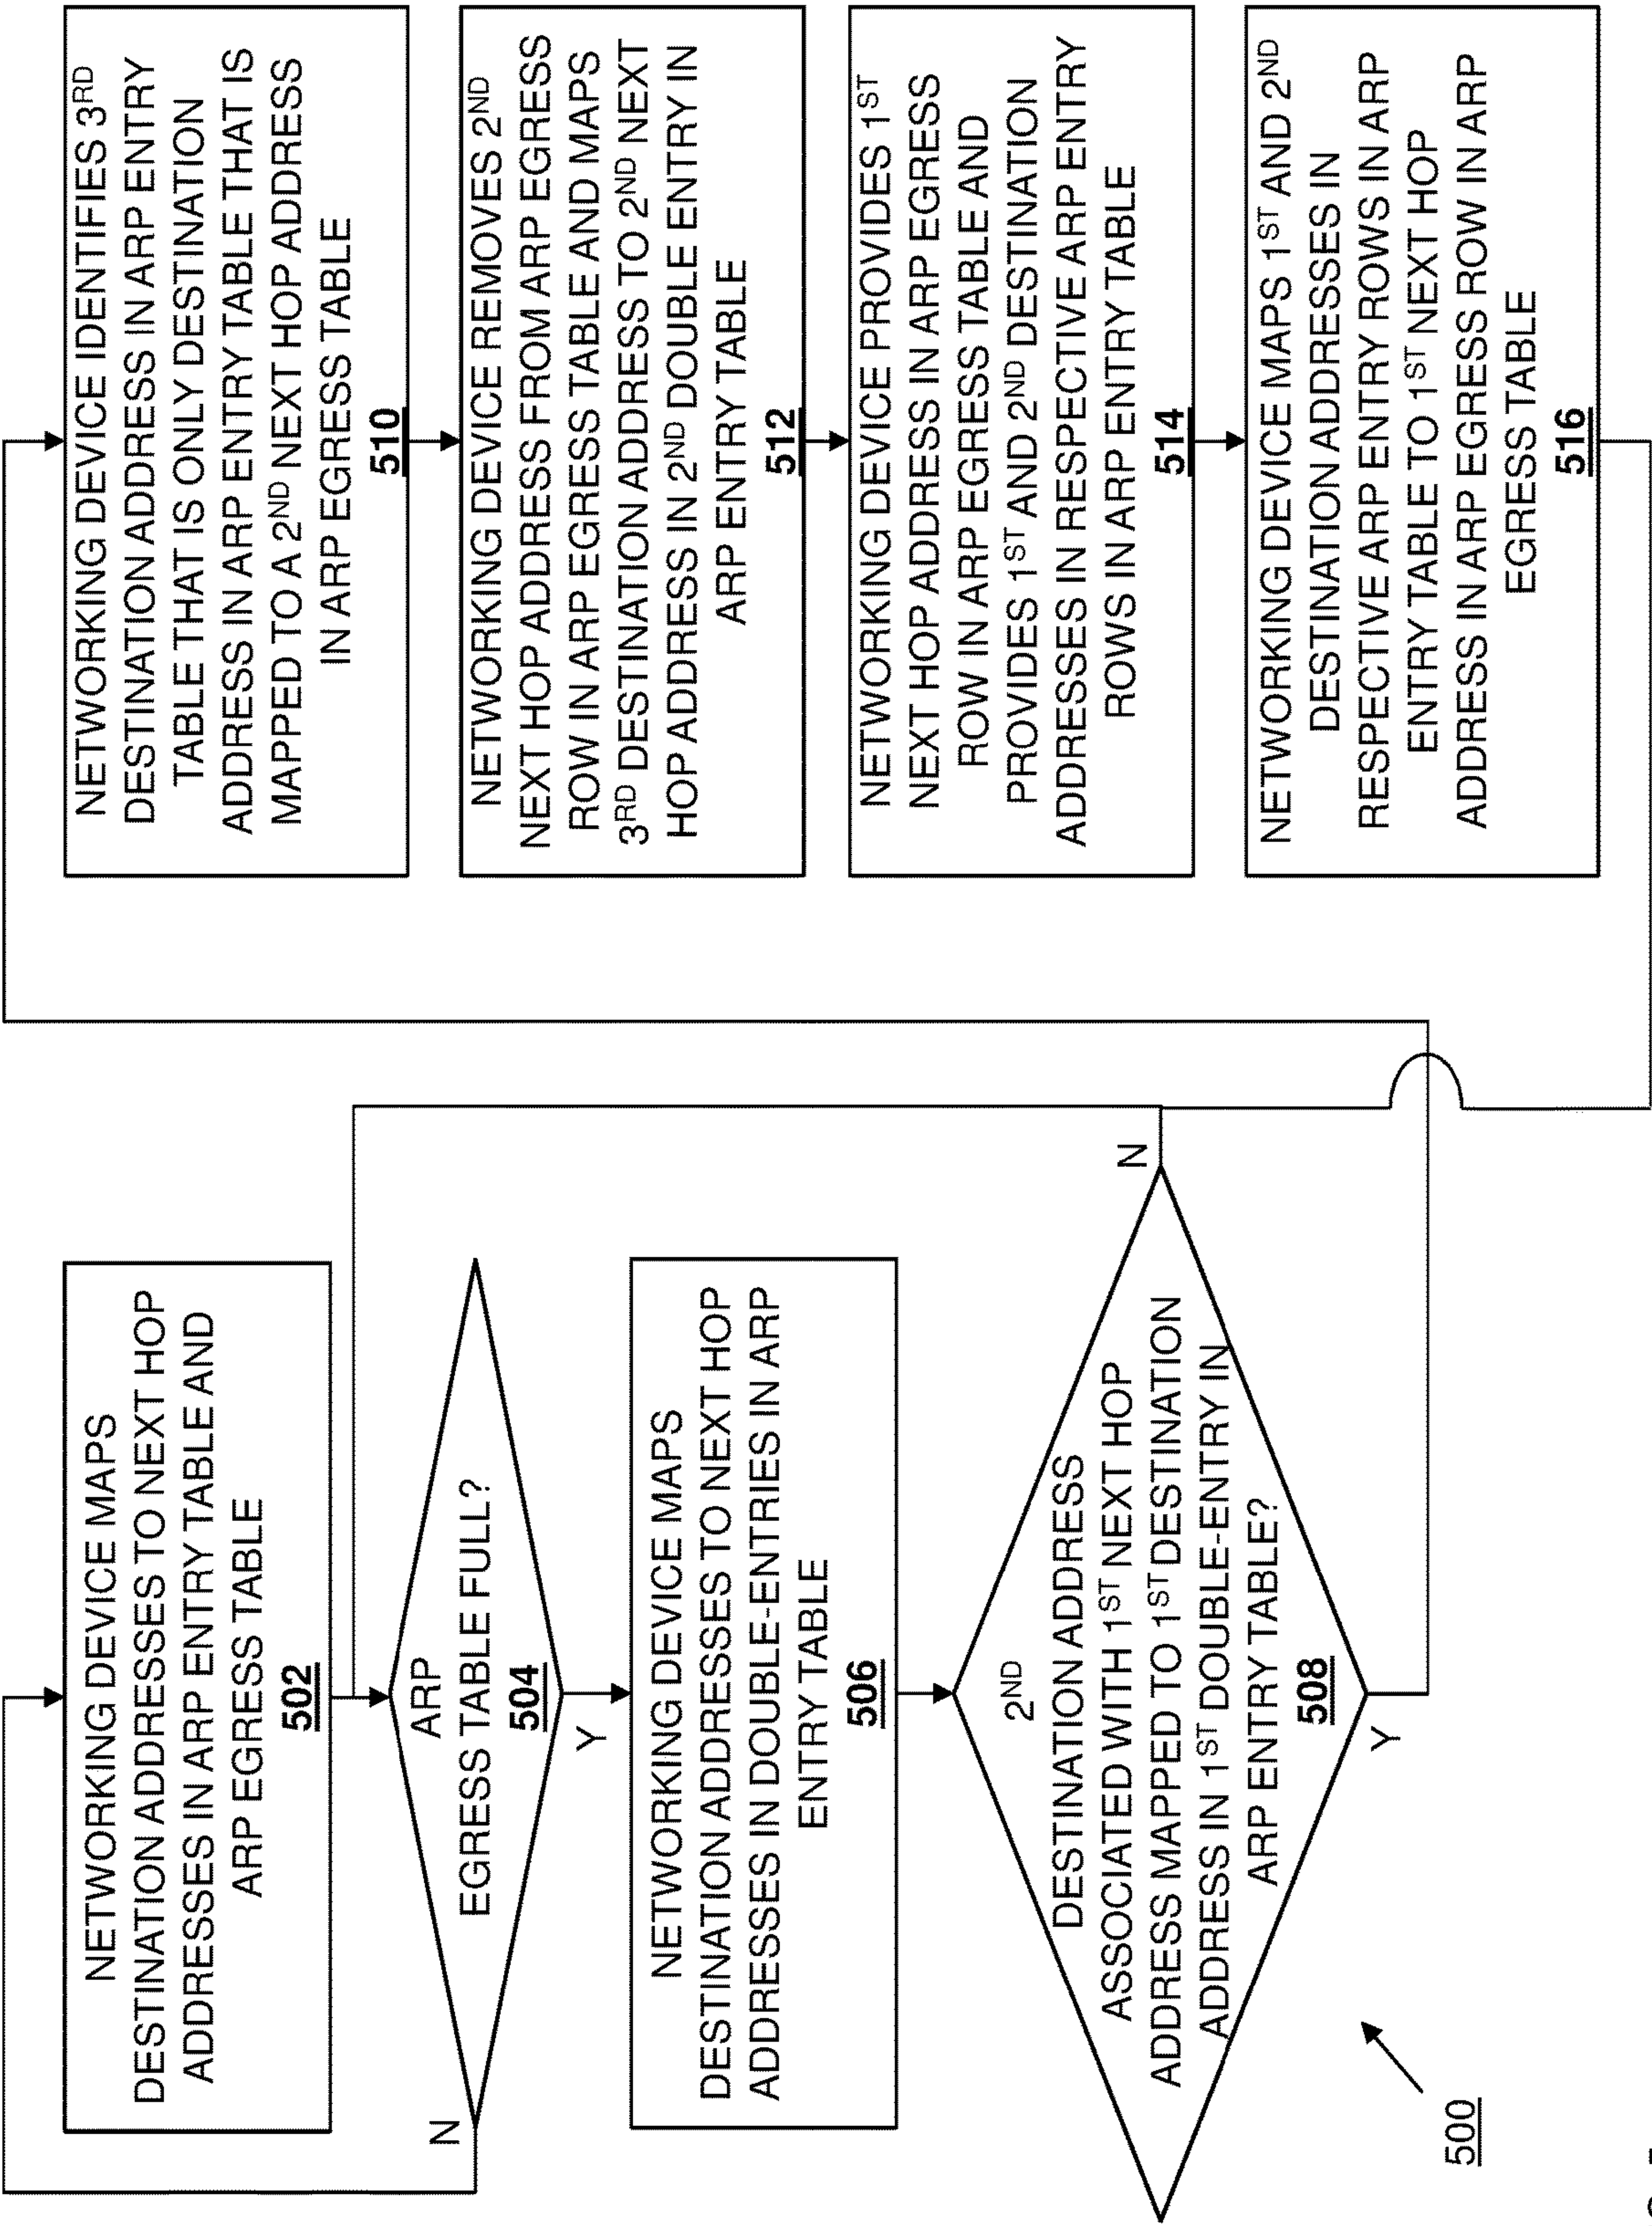 NETWORKING DEVICE MAPS
DESTINATION ADDRESSES TO NEXT HOP
ADDRESSES IN ARP ENTRY TABLE AND
ARP EGRESS TABLE
502
ARP
EGRESS TABLE FULL?
504
N
Y
NETWORKING DEVICE MAPS
DESTINATION ADDRESSES TO NEXT HOP
ADDRESSES IN DOUBLE-ENTRIES IN ARP
ENTRY TABLE
506
2ND
DESTINATION ADDRESS
ASSOCIATED WITH 1ST NEXT HOP
ADDRESS MAPPED TO 1ST DESTINATION
ADDRESS IN 1ST DOUBLE-ENTRY IN
ARP ENTRY TABLE?
508
N
Y
500
NETWORKING DEVICE IDENTIFIES 3RD
DESTINATION ADDRESS IN ARP ENTRY
TABLE THAT IS ONLY DESTINATION
ADDRESS IN ARP ENTRY TABLE THAT IS
MAPPED TO A 2ND NEXT HOP ADDRESS
IN ARP EGRESS TABLE
510
NETWORKING DEVICE REMOVES 2ND
NEXT HOP ADDRESS FROM ARP EGRESS
ROW IN ARP EGRESS TABLE AND MAPS
3RD DESTINATION ADDRESS TO 2ND NEXT
HOP ADDRESS IN 2ND DOUBLE ENTRY IN
ARP ENTRY TABLE
512
NETWORKING DEVICE PROVIDES 1ST
NEXT HOP ADDRESS IN ARP EGRESS
ROW IN ARP EGRESS TABLE AND
PROVIDES 1ST AND 2ND DESTINATION
ADDRESSES IN RESPECTIVE ARP ENTRY
ROWS IN ARP ENTRY TABLE
514
NETWORKING DEVICE MAPS 1ST AND 2ND
DESTINATION ADDRESSES IN
RESPECTIVE ARP ENTRY ROWS IN ARP
ENTRY TABLE TO 1ST NEXT HOP
ADDRESS IN ARP EGRESS ROW IN ARP
EGRESS TABLE
516